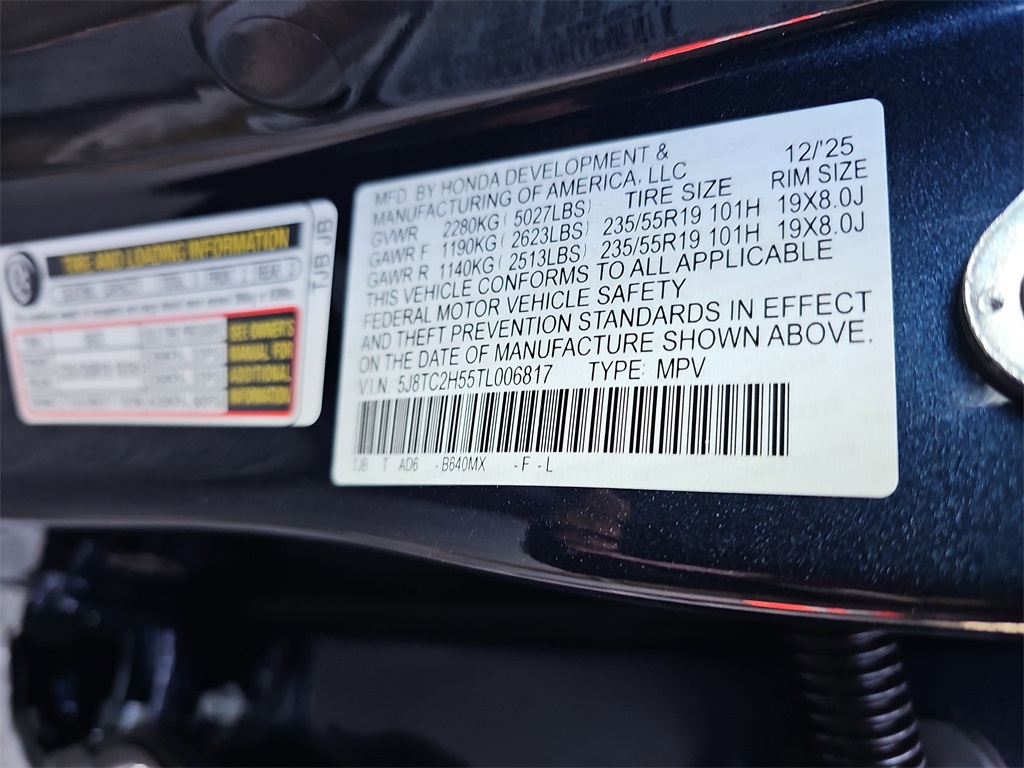 MFD. BY HONDA DEVELOPMENT & 12/'25
MANUFACTURING OF AMERICA, LLC
TIRE SIZE RIM SIZE
GVWR 2280KG ( 5027LBS)
GAWR F 1190KG ( 2623LBS) 235/55R19 101H 19X8.0J
GAWR R 1140KG ( 2513LBS) 235/55R19 101H 19X8.0J
THIS VEHICLE CONFORMS TO ALL APPLICABLE
FEDERAL MOTOR VEHICLE SAFETY
AND THEFT PREVENTION STANDARDS IN EFFECT
ON THE DATE OF MANUFACTURE SHOWN ABOVE.
V.I.N. 5J8TC2H55TL006817 TYPE: MPV
TJB T AD6 - B640MX - F - L
TIRE AND LOADING INFORMATION
TJB JB
SEE OWNER'S
MANUAL FOR
ADDITIONAL
INFORMATION